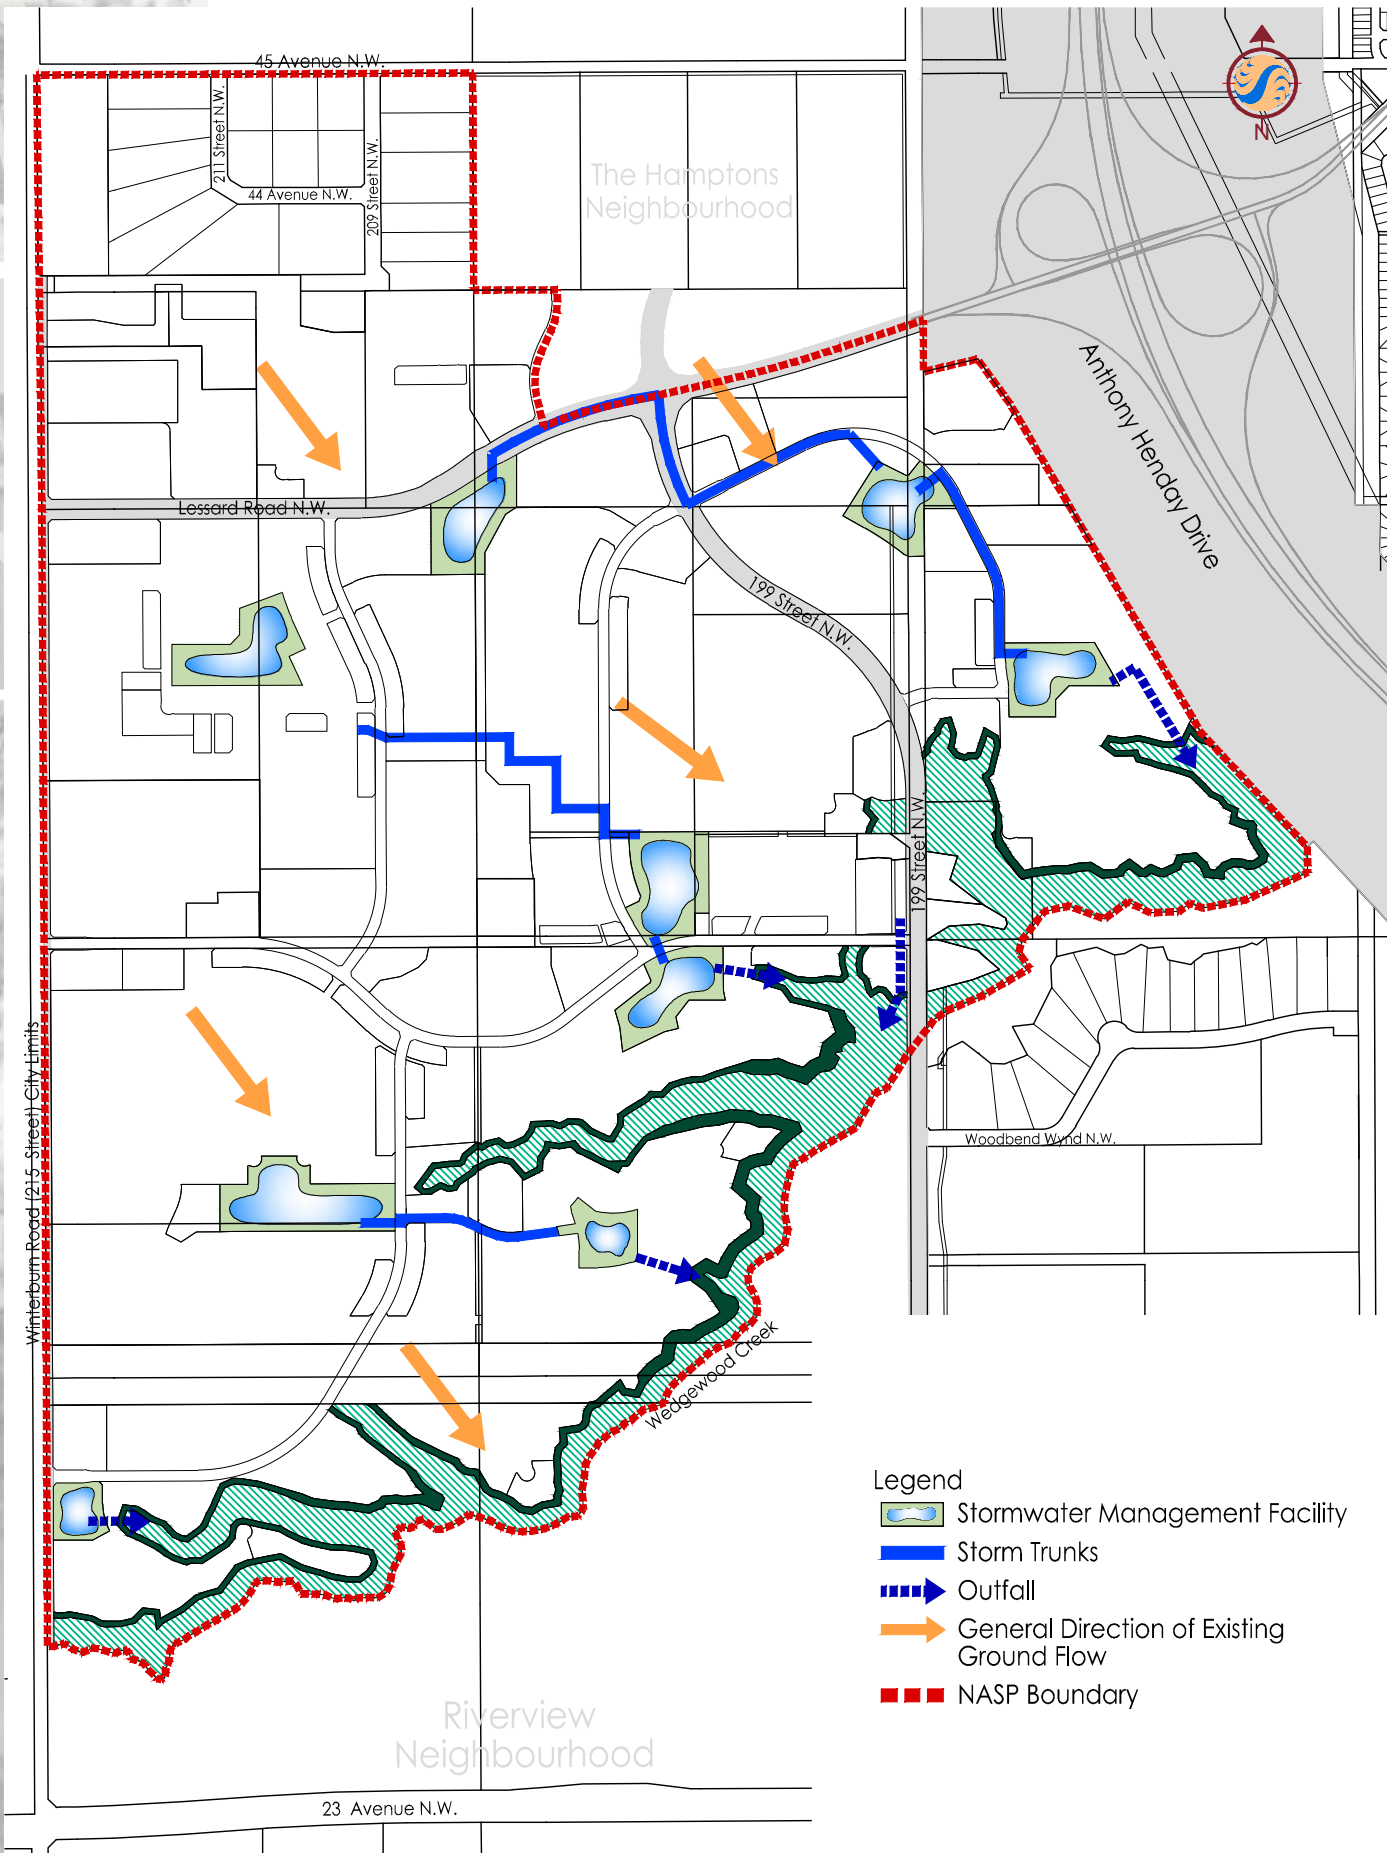 45 Avenue N.W.
N
211 Street N.W.
44 Avenue N.W.
209 Street N.W.
The Hamptons
Neighbourhood
Anthony Henday Drive
Lessard Road N.W.
199 Street N.W.
199 Street N.W.
Winterburn Road (215 Street) City Limits
Woodbend Wynd N.W.
Wedgewood Creek
Legend
Stormwater Management Facility
Storm Trunks
Outfall
General Direction of Existing
Ground Flow
NASP Boundary
Riverview
Neighbourhood
23 Avenue N.W.